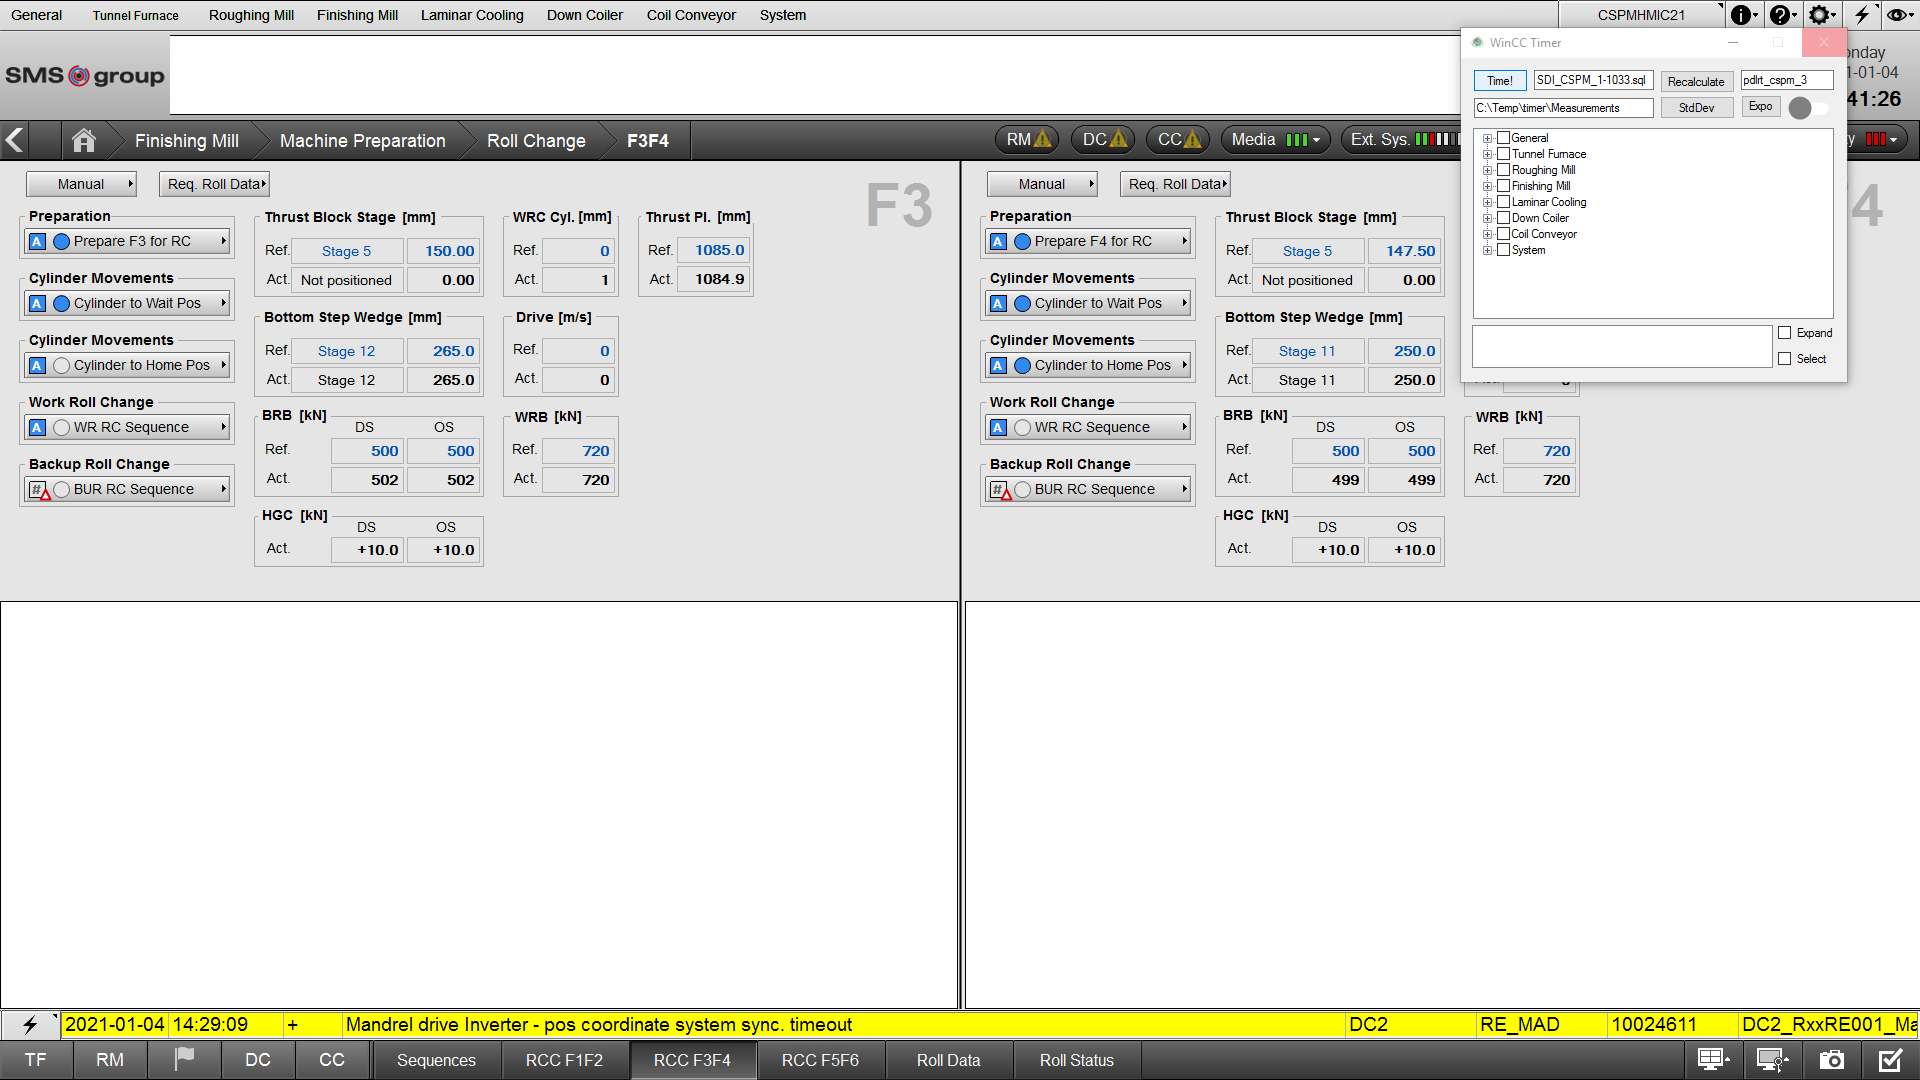 General Tunnel Furnace Roughing Mill Finishing Mill Laminar Cooling Down Coiler Coil Conveyor System CSPMHMIC21
SMS group
WinCC Timer
Time! SDI_CSPM_1-1033.sql Recalculate pdlrt_cspm_3
C:\Temp\timer\Measurements StdDev Expo
General
Tunnel Furnace
Roughing Mill
Finishing Mill
Laminar Cooling
Down Coiler
Coil Conveyor
System
Expand
Select
onday
1-01-04
41:26
Finishing Mill Machine Preparation Roll Change F3F4 RM DC CC Media Ext. Sys. y
Manual Req. Roll Data F3
Preparation
A Prepare F3 for RC
Cylinder Movements
A Cylinder to Wait Pos
Cylinder Movements
A Cylinder to Home Pos
Work Roll Change
A WR RC Sequence
Backup Roll Change
# BUR RC Sequence
Thrust Block Stage [mm]
Ref. Stage 5 150.00
Act. Not positioned 0.00
WRC Cyl. [mm]
Ref. 0
Act. 1
Thrust Pl. [mm]
Ref. 1085.0
Act. 1084.9
Bottom Step Wedge [mm]
Ref. Stage 12 265.0
Act. Stage 12 265.0
Drive [m/s]
Ref. 0
Act. 0
BRB [kN]
DS OS
Ref. 500 500
Act. 502 502
WRB [kN]
Ref. 720
Act. 720
HGC [kN]
DS OS
Act. +10.0 +10.0
Manual Req. Roll Data 4
Preparation
A Prepare F4 for RC
Cylinder Movements
A Cylinder to Wait Pos
Cylinder Movements
A Cylinder to Home Pos
Work Roll Change
A WR RC Sequence
Backup Roll Change
# BUR RC Sequence
Thrust Block Stage [mm]
Ref. Stage 5 147.50
Act. Not positioned 0.00
Bottom Step Wedge [mm]
Ref. Stage 11 250.0
Act. Stage 11 250.0
BRB [kN]
DS OS
Ref. 500 500
Act. 499 499
WRB [kN]
Ref. 720
Act. 720
HGC [kN]
DS OS
Act. +10.0 +10.0
2021-01-04 14:29:09 + Mandrel drive Inverter - pos coordinate system sync. timeout DC2 RE_MAD 10024611 DC2_RxxRE001_Ma
TF RM DC CC Sequences RCC F1F2 RCC F3F4 RCC F5F6 Roll Data Roll Status